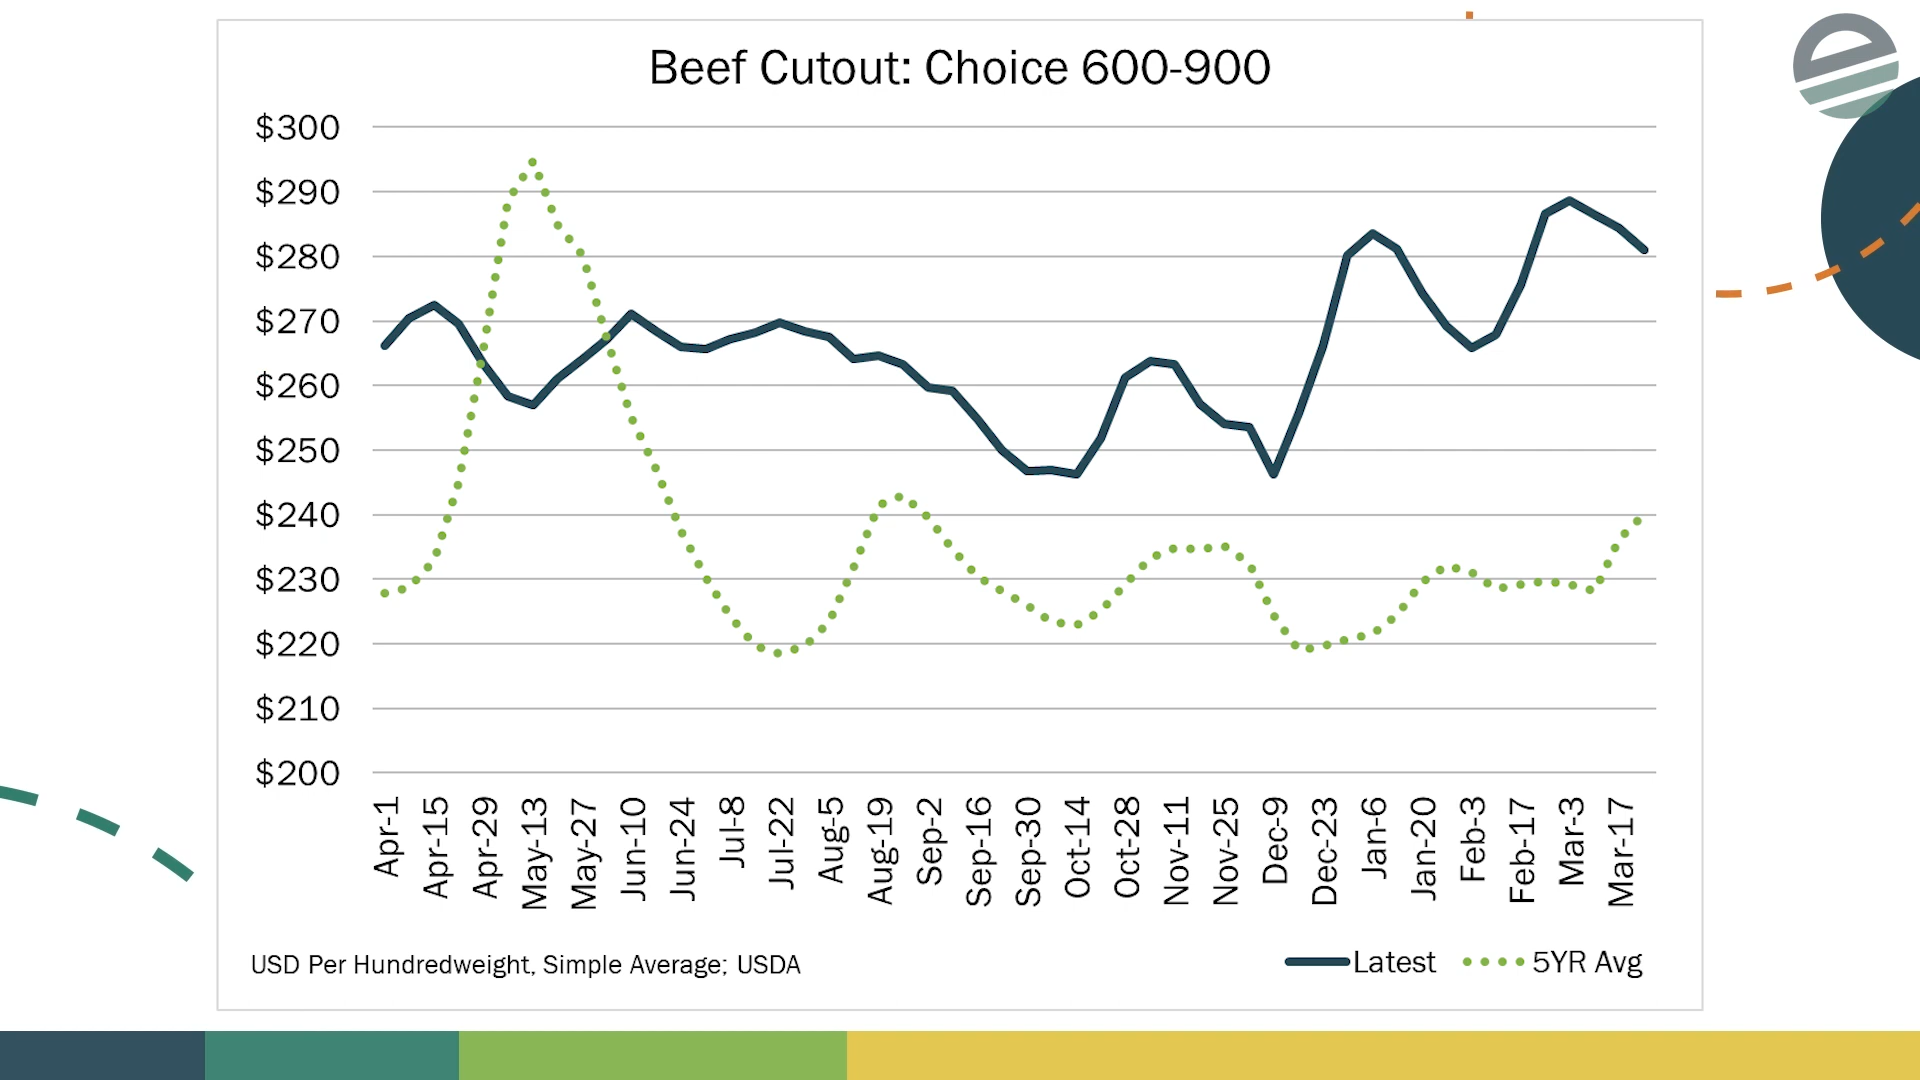 Beef Cutout: Choice 600-900
$300
$290
$280
$270
$260
$250
$240
$230
$220
$210
$200
Apr-1
Apr-15
Apr-29
May-13
May-27
Jun-10
Jun-24
Jul-8
Jul-22
Aug-5
Aug-19
Sep-2
Sep-16
Sep-30
Oct-14
Oct-28
Nov-11
Nov-25
Dec-9
Dec-23
Jan-6
Jan-20
Feb-3
Feb-17
Mar-3
Mar-17
USD Per Hundredweight, Simple Average; USDA
Latest
5YR Avg